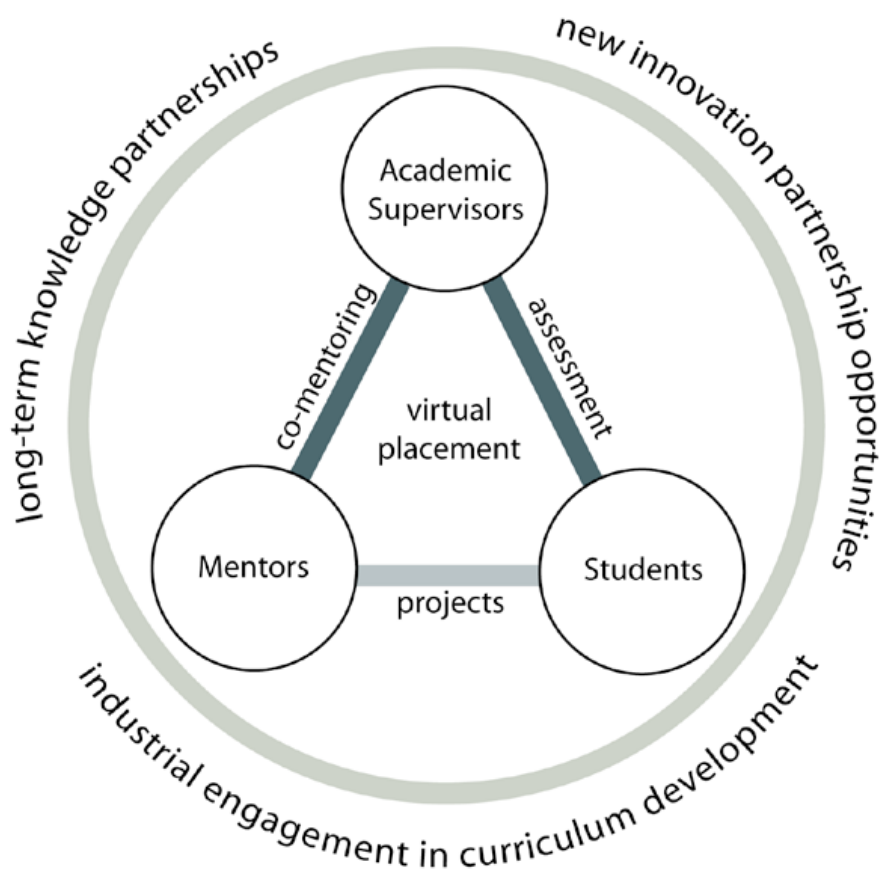 long-term knowledge partnerships
new innovation partnership opportunities
Academic
Supervisors
co-mentoring
assessment
virtual
placement
Mentors
Students
projects
industrial engagement in curriculum development